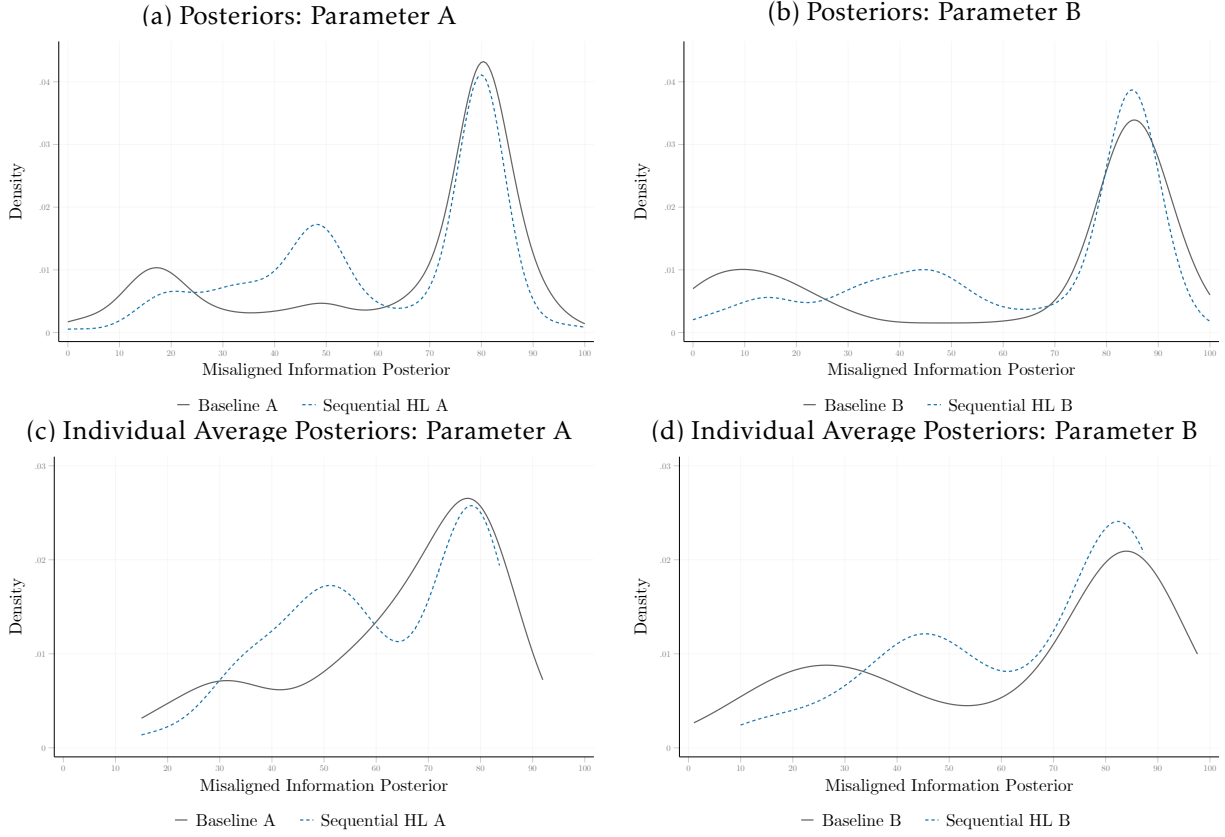 (a) Posteriors: Parameter A
.04
.03
.02
.01
0
Density
0 10 20 30 40 50 60 70 80 90 100
Misaligned Information Posterior
Baseline A Sequential HL A
(b) Posteriors: Parameter B
.04
.03
.02
.01
0
Density
0 10 20 30 40 50 60 70 80 90 100
Misaligned Information Posterior
Baseline B Sequential HL B
(c) Individual Average Posteriors: Parameter A
.03
.02
.01
0
Density
0 10 20 30 40 50 60 70 80 90 100
Misaligned Information Posterior
Baseline A Sequential HL A
(d) Individual Average Posteriors: Parameter B
.03
.02
.01
0
Density
0 10 20 30 40 50 60 70 80 90 100
Misaligned Information Posterior
Baseline B Sequential HL B